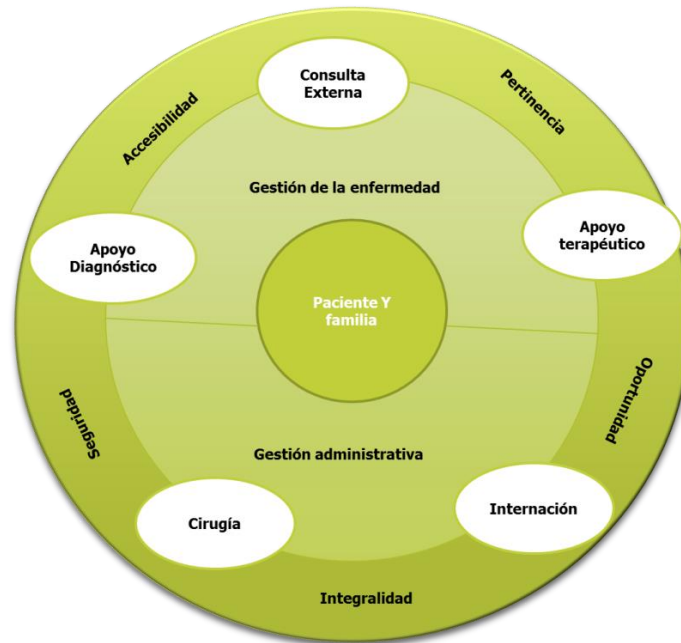 Consulta
Externa
Accesibilidad
Pertinencia
Gestión de la enfermedad
Apoyo
Diagnóstico
Apoyo
terapéutico
Paciente Y
familia
Seguridad
Oportunidad
Gestión administrativa
Cirugía
Internación
Integralidad